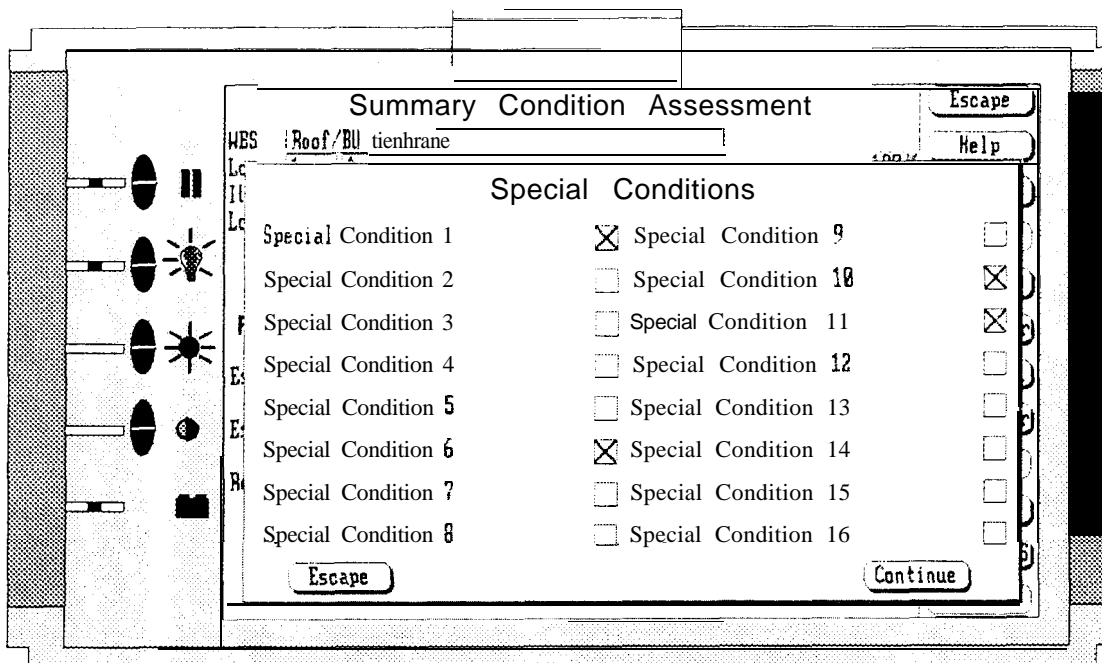 Summary Condition Assessment
Escape
WBS Roof/BU tienhrane
Help
Special Conditions
Special Condition 1
Special Condition 9
Special Condition 2
Special Condition 10
Special Condition 3
Special Condition 11
Special Condition 4
Special Condition 12
Special Condition 5
Special Condition 13
Special Condition 6
Special Condition 14
Special Condition 7
Special Condition 15
Special Condition 8
Special Condition 16
Escape
Continue